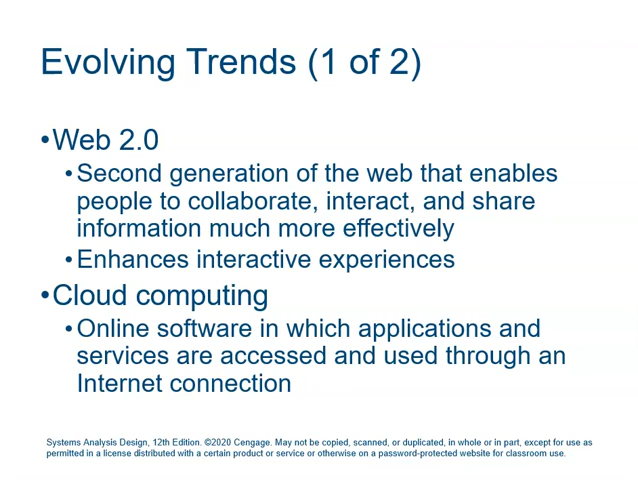 Evolving Trends (1 of 2)
•Web 2.0
•Second generation of the web that enables
people to collaborate, interact, and share
information much more effectively
•Enhances interactive experiences
•Cloud computing
•Online software in which applications and
services are accessed and used through an
Internet connection
Systems Analysis Design, 12th Edition. ©2020 Cengage. May not be copied, scanned, or duplicated, in whole or in part, except for use as
permitted in a license distributed with a certain product or service or otherwise on a password-protected website for classroom use.